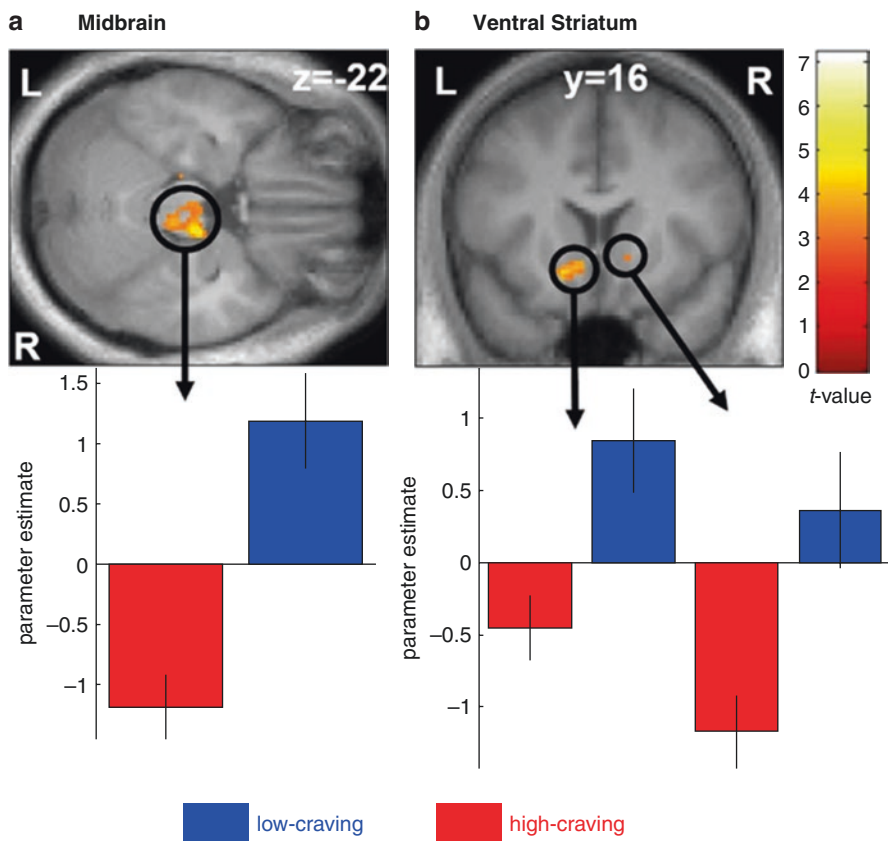 a Midbrain
L
z=-22
R
1.5
1
0.5
0
−0.5
−1
parameter estimate
b Ventral Striatum
L
y=16
R
7
6
5
4
3
2
1
0
t-value
1
0.5
0
−0.5
−1
parameter estimate
low-craving
high-craving